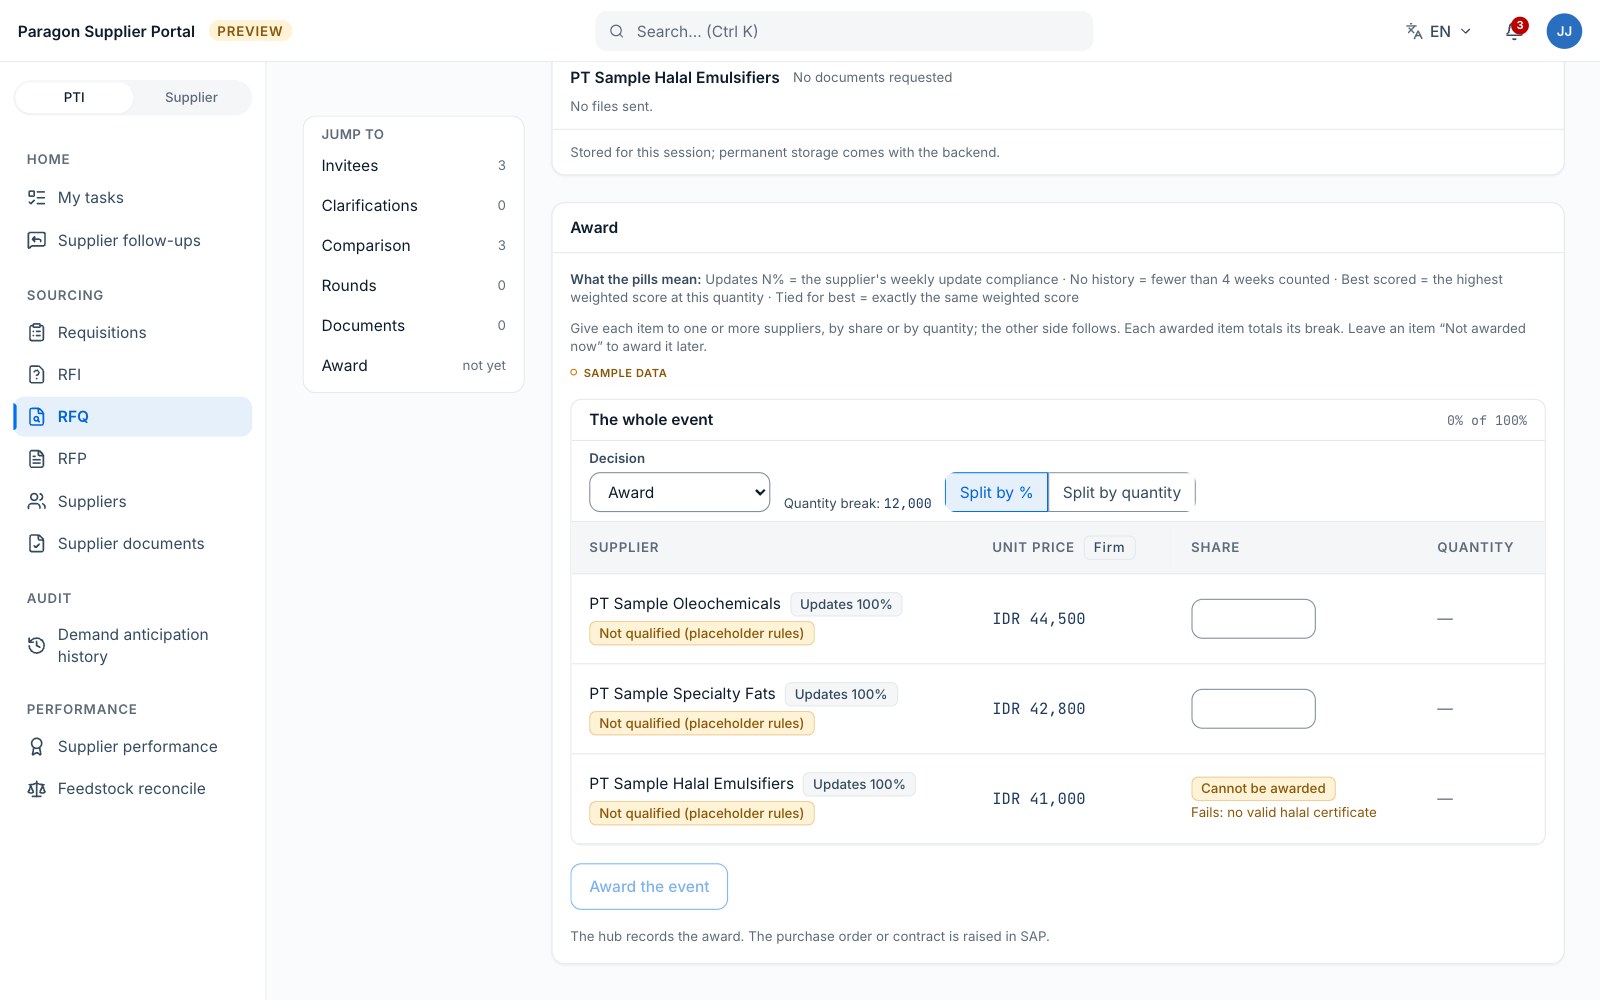 Paragon Supplier Portal
PREVIEW
Search... (Ctrl K)
EN
3
JJ
PTI
Supplier
HOME
My tasks
Supplier follow-ups
SOURCING
Requisitions
RFI
RFQ
RFP
Suppliers
Supplier documents
AUDIT
Demand anticipation
history
PERFORMANCE
Supplier performance
Feedstock reconcile
JUMP TO
Invitees 3
Clarifications 0
Comparison 3
Rounds 0
Documents 0
Award not yet
PT Sample Halal Emulsifiers No documents requested
No files sent.
Stored for this session; permanent storage comes with the backend.
Award
What the pills mean: Updates N% = the supplier's weekly update compliance · No history = fewer than 4 weeks counted · Best scored = the highest
weighted score at this quantity · Tied for best = exactly the same weighted score
Give each item to one or more suppliers, by share or by quantity; the other side follows. Each awarded item totals its break. Leave an item “Not awarded
now” to award it later.
SAMPLE DATA
The whole event 0% of 100%
Decision
Award
Quantity break: 12,000
Split by %
Split by quantity
SUPPLIER UNIT PRICE Firm SHARE QUANTITY
PT Sample Oleochemicals Updates 100%
Not qualified (placeholder rules)
IDR 44,500
—
PT Sample Specialty Fats Updates 100%
Not qualified (placeholder rules)
IDR 42,800
—
PT Sample Halal Emulsifiers Updates 100%
Not qualified (placeholder rules)
IDR 41,000
Cannot be awarded
Fails: no valid halal certificate
—
Award the event
The hub records the award. The purchase order or contract is raised in SAP.